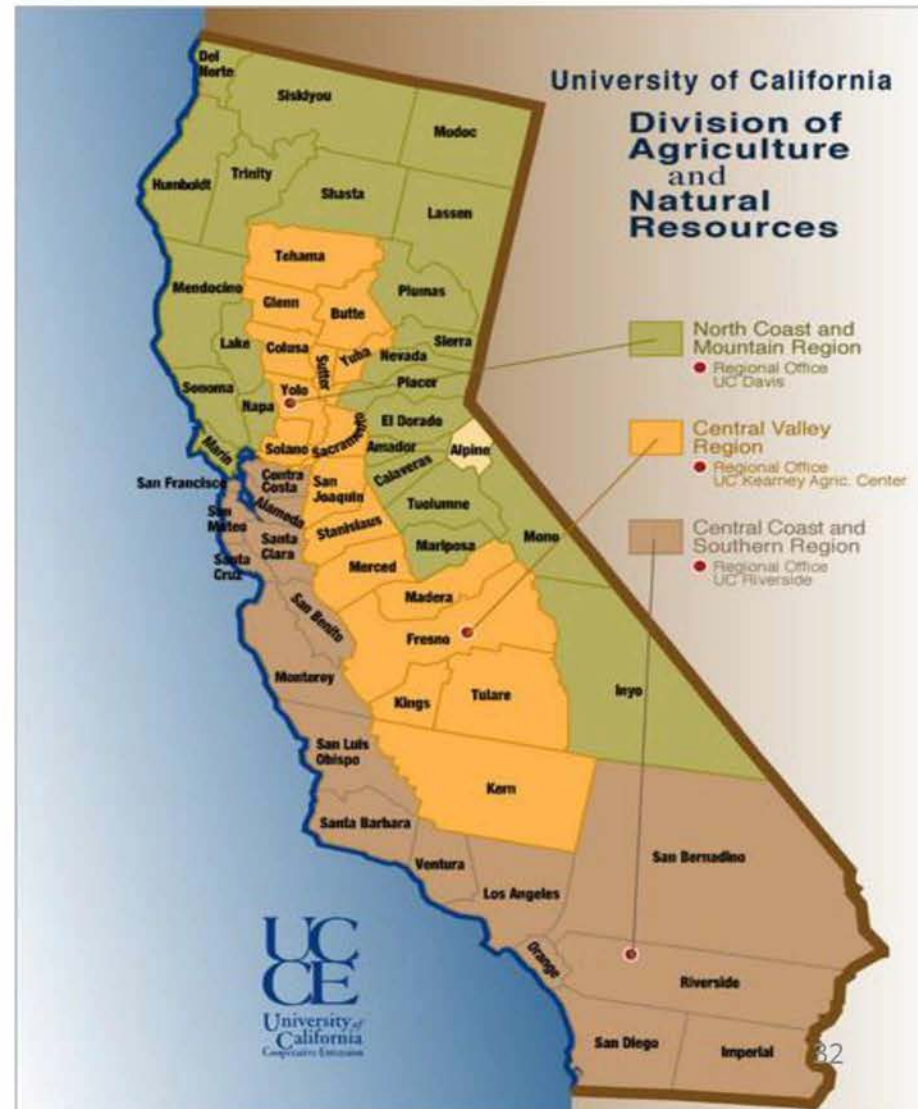 University of California
Division of
Agriculture
and
Natural
Resources
North Coast and
Mountain Region
Regional Office
UC Davis
Central Valley
Region
Regional Office
UC Kearney Agric. Center
Central Coast and
Southern Region
Regional Office
UC Riverside
Del
Norte
Siskiyou
Modoc
Humboldt
Trinity
Shasta
Lassen
Tehama
Mendocino
Glenn
Butte
Plumas
Lake
Colusa
Sutter
Yuba
Nevada
Sierra
Sonoma
Napa
Yolo
Placer
El Dorado
Marin
Solano
Sacramento
Amador
Alpine
San Francisco
Contra
Costa
San
Joaquin
Calaveras
Tuolumne
San
Mateo
Alameda
Stanislaus
Mono
Santa
Cruz
Santa
Clara
Merced
Mariposa
San Benito
Madera
Fresno
Monterey
Kings
Tulare
Inyo
San Luis
Obispo
Kern
Santa Barbara
Ventura
Los Angeles
San Bernadino
Orange
Riverside
San Diego
Imperial
32
UC
CE
University of
California
Cooperative Extension